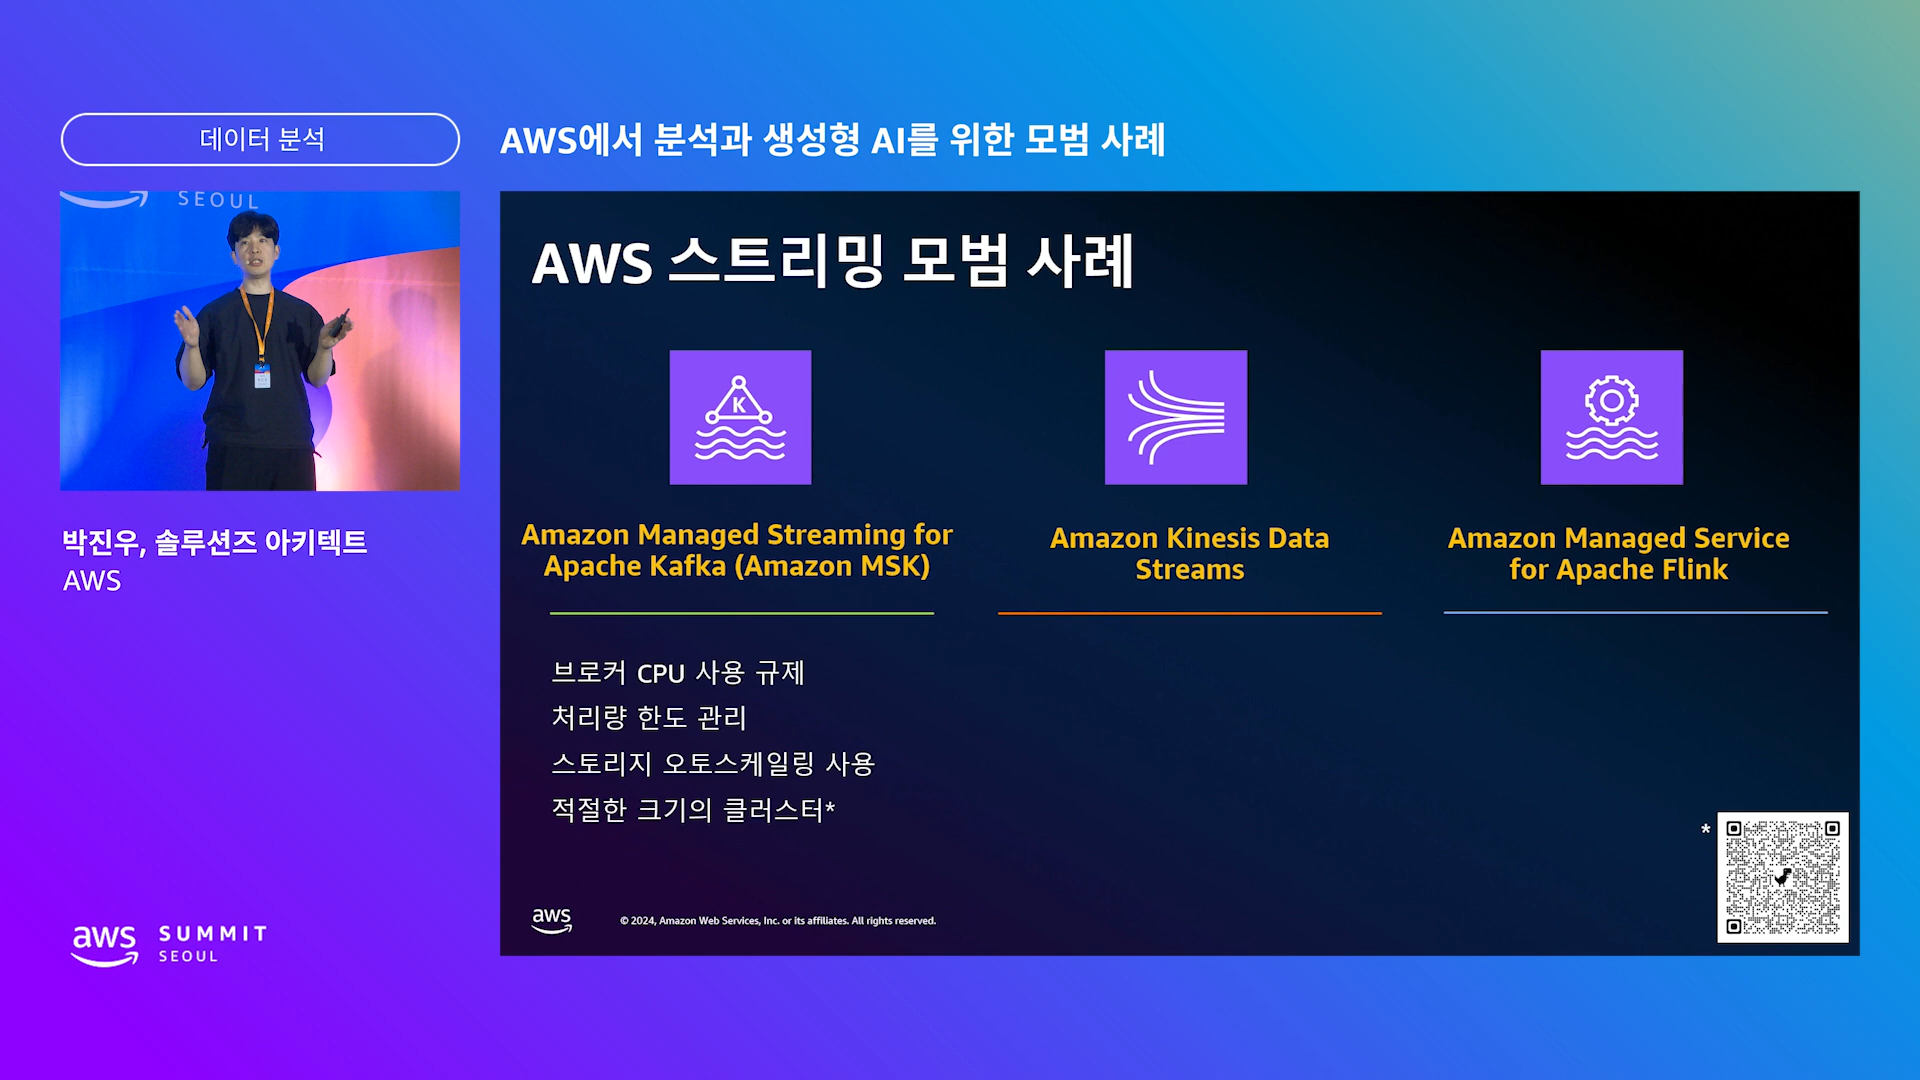 데이터 분석
AWS에서 분석과 생성형 AI를 위한 모범 사례
SEOUL
박진우, 솔루션즈 아키텍트
AWS
aws SUMMIT
SEOUL
AWS 스트리밍 모범 사례
K
Amazon Managed Streaming for
Apache Kafka (Amazon MSK)
브로커 CPU 사용 규제
처리량 한도 관리
스토리지 오토스케일링 사용
적절한 크기의 클러스터*
Amazon Kinesis Data
Streams
Amazon Managed Service
for Apache Flink
*
aws
© 2024, Amazon Web Services, Inc. or its affiliates. All rights reserved.